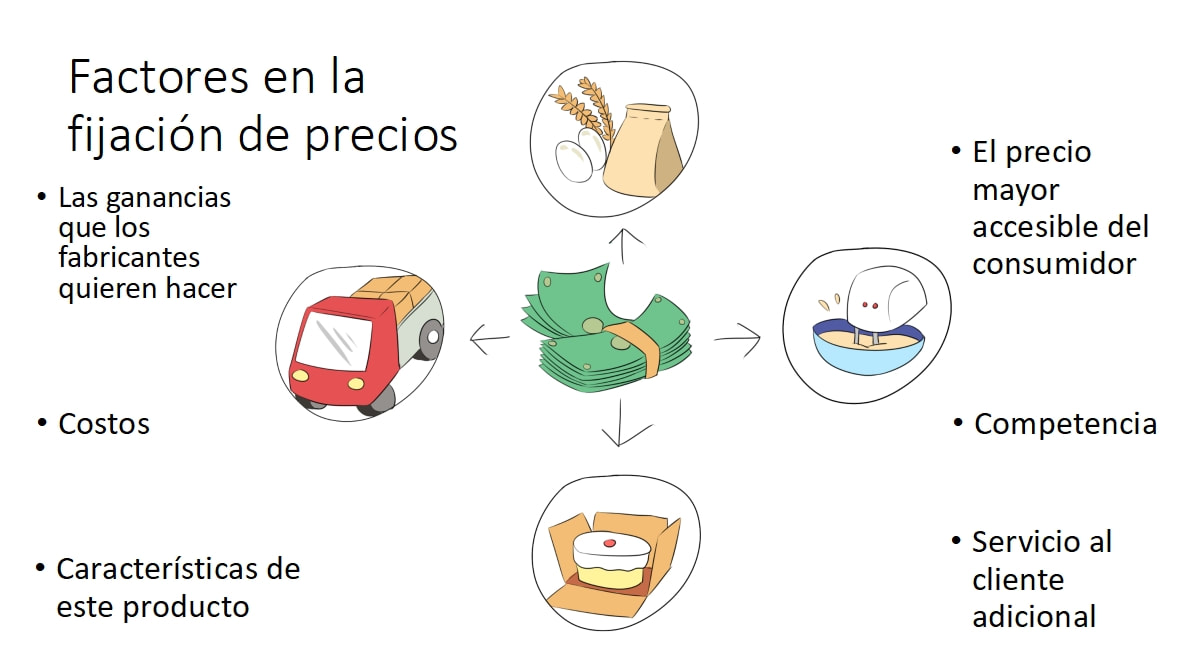 Factores en la
fijación de precios
• Las ganancias
que los
fabricantes
quieren hacer
• Costos
• Características de
este producto
• El precio
mayor
accesible del
consumidor
• Competencia
• Servicio al
cliente
adicional